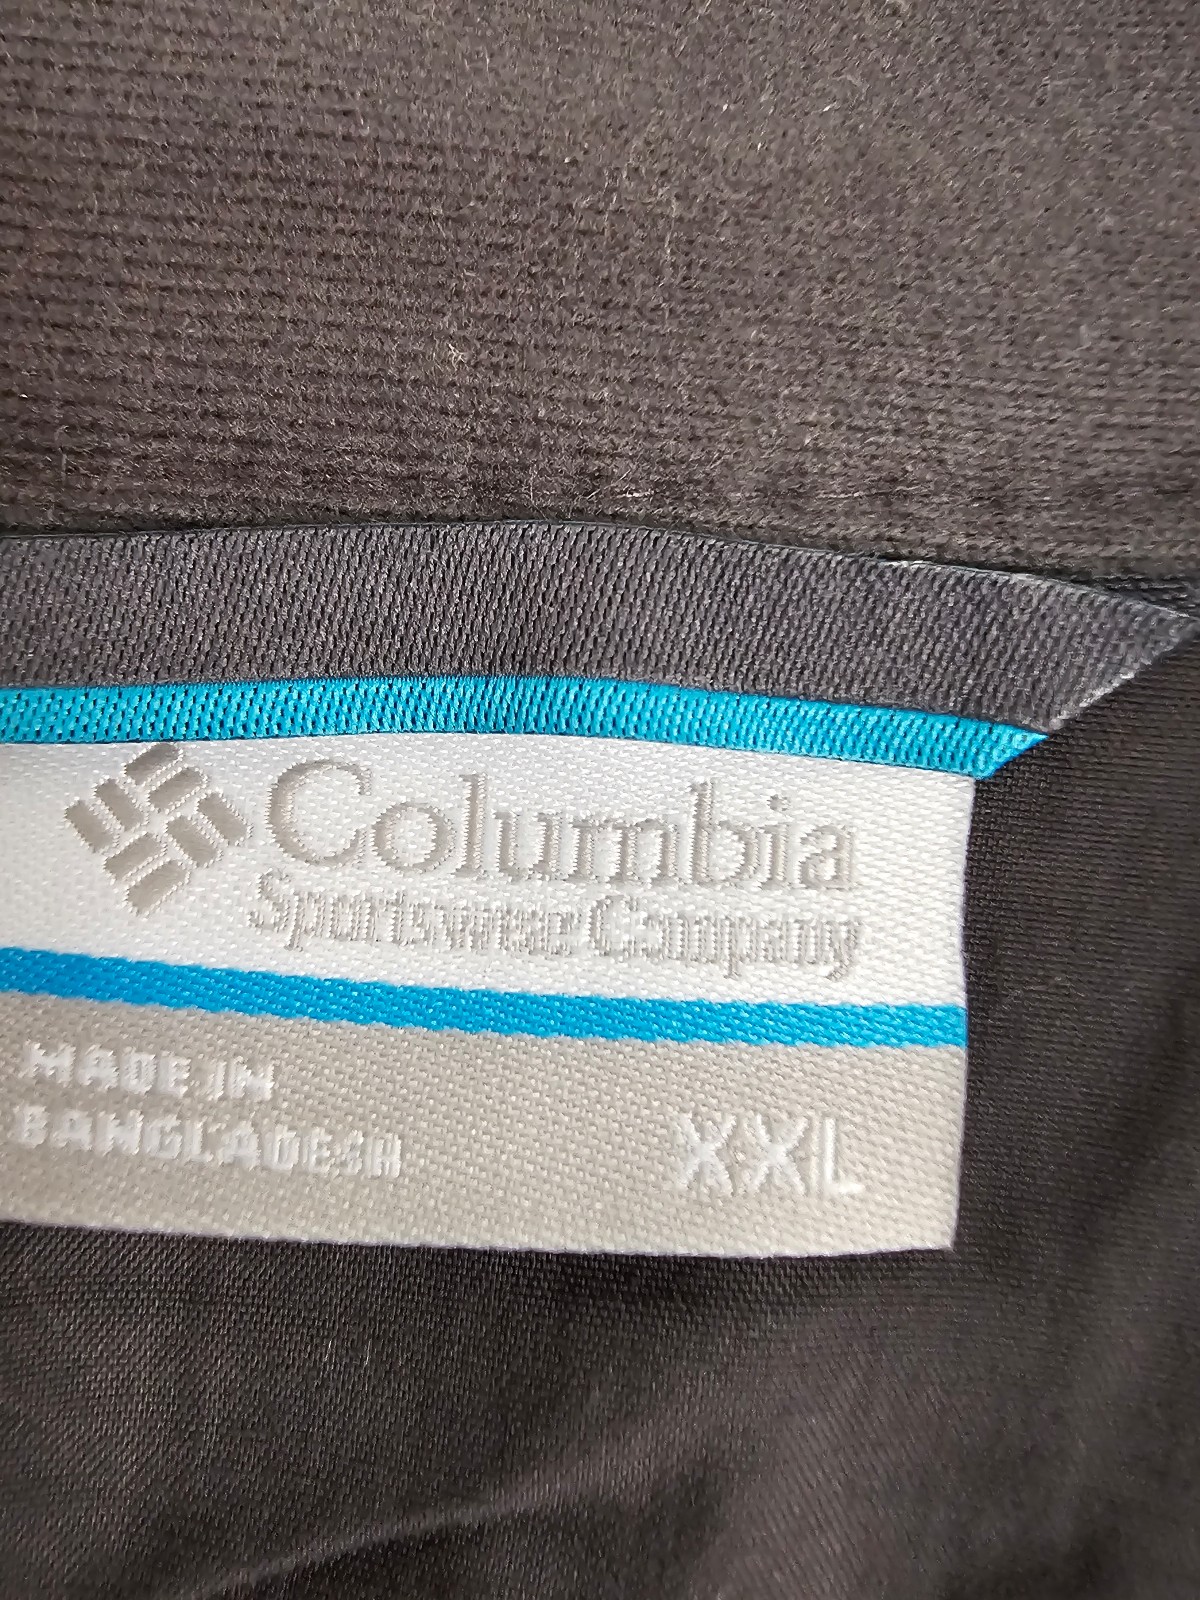 Columbia
Sportswear Company
MADE IN
BANGLADESH
XXL